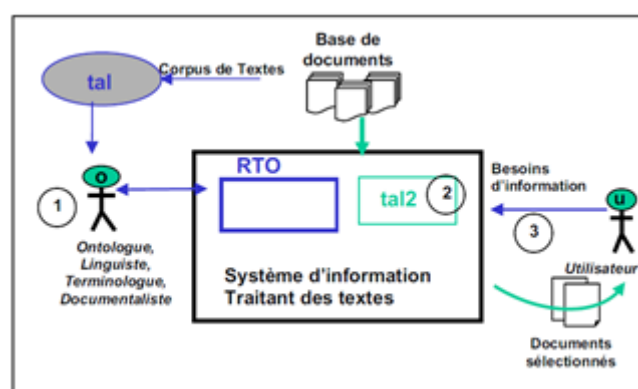 Base de
documents
Corpus de Textes
tal
RTO
tal2
2
Besoins
d'information
o
u
1
3
Ontologue,
Linguiste,
Terminologue,
Documentaliste
Système d'information
Traitant des textes
Utilisateur
Documents
sélectionnés